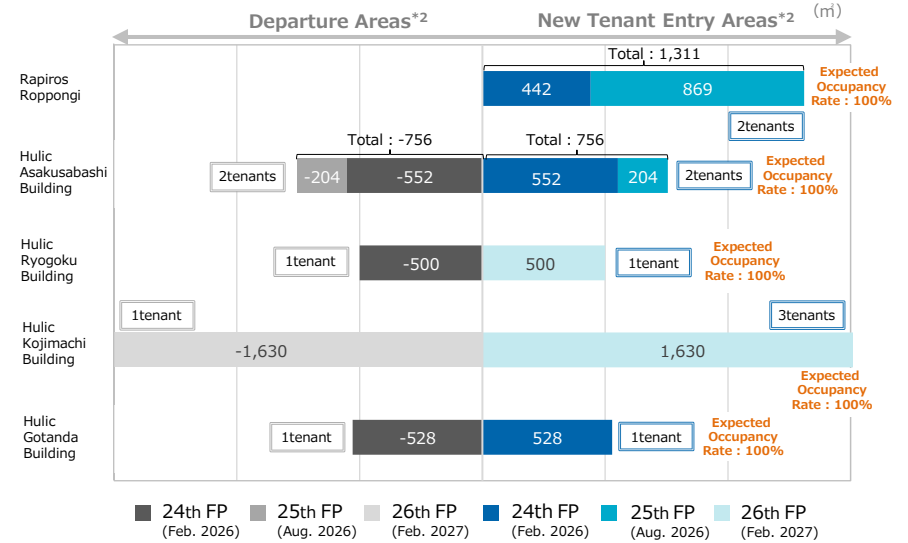 Departure Areas*2
New Tenant Entry Areas*2
(㎡)
Total : 1,311
Rapiros
Roppongi
442
869
Expected
Occupancy
Rate : 100%
2tenants
Total : -756
Total : 756
Hulic
Asakusabashi
Building
2tenants
-204
-552
552
204
2tenants
Expected
Occupancy
Rate : 100%
Hulic
Ryogoku
Building
1tenant
-500
500
1tenant
Expected
Occupancy
Rate : 100%
1tenant
3tenants
Hulic
Kojimachi
Building
-1,630
1,630
Expected
Occupancy
Rate : 100%
Hulic
Gotanda
Building
1tenant
-528
528
1tenant
Expected
Occupancy
Rate : 100%
24th FP
(Feb. 2026)
25th FP
(Aug. 2026)
26th FP
(Feb. 2027)
24th FP
(Feb. 2026)
25th FP
(Aug. 2026)
26th FP
(Feb. 2027)